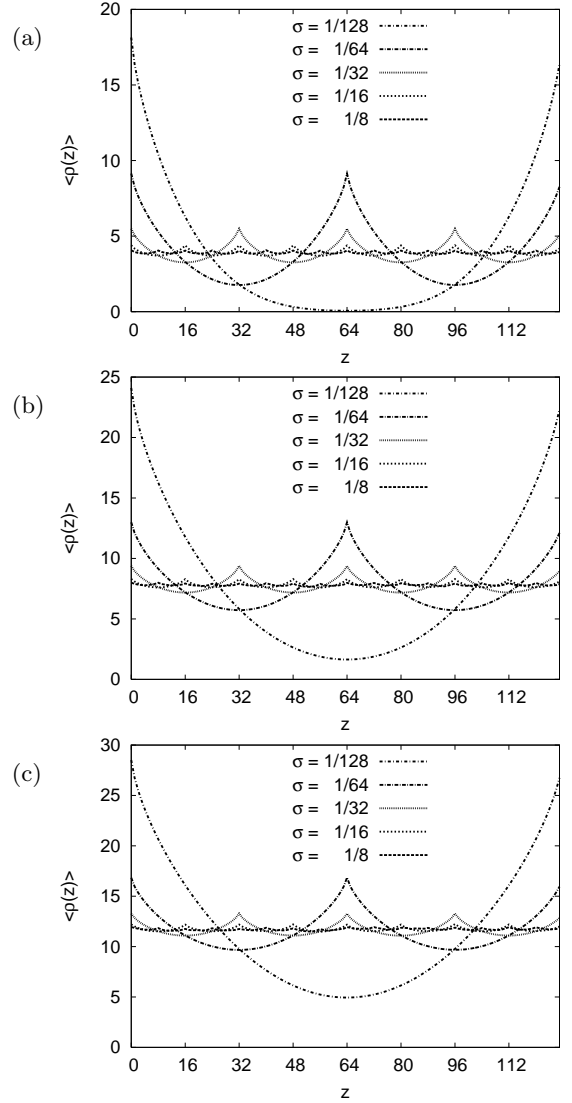 (a)
<ρ(z)>
20
15
10
5
0
σ = 1/128
σ = 1/64
σ = 1/32
σ = 1/16
σ = 1/8
0 16 32 48 64 80 96 112
z
(b)
<ρ(z)>
25
20
15
10
5
0
σ = 1/128
σ = 1/64
σ = 1/32
σ = 1/16
σ = 1/8
0 16 32 48 64 80 96 112
z
(c)
<ρ(z)>
30
25
20
15
10
5
0
σ = 1/128
σ = 1/64
σ = 1/32
σ = 1/16
σ = 1/8
0 16 32 48 64 80 96 112
z